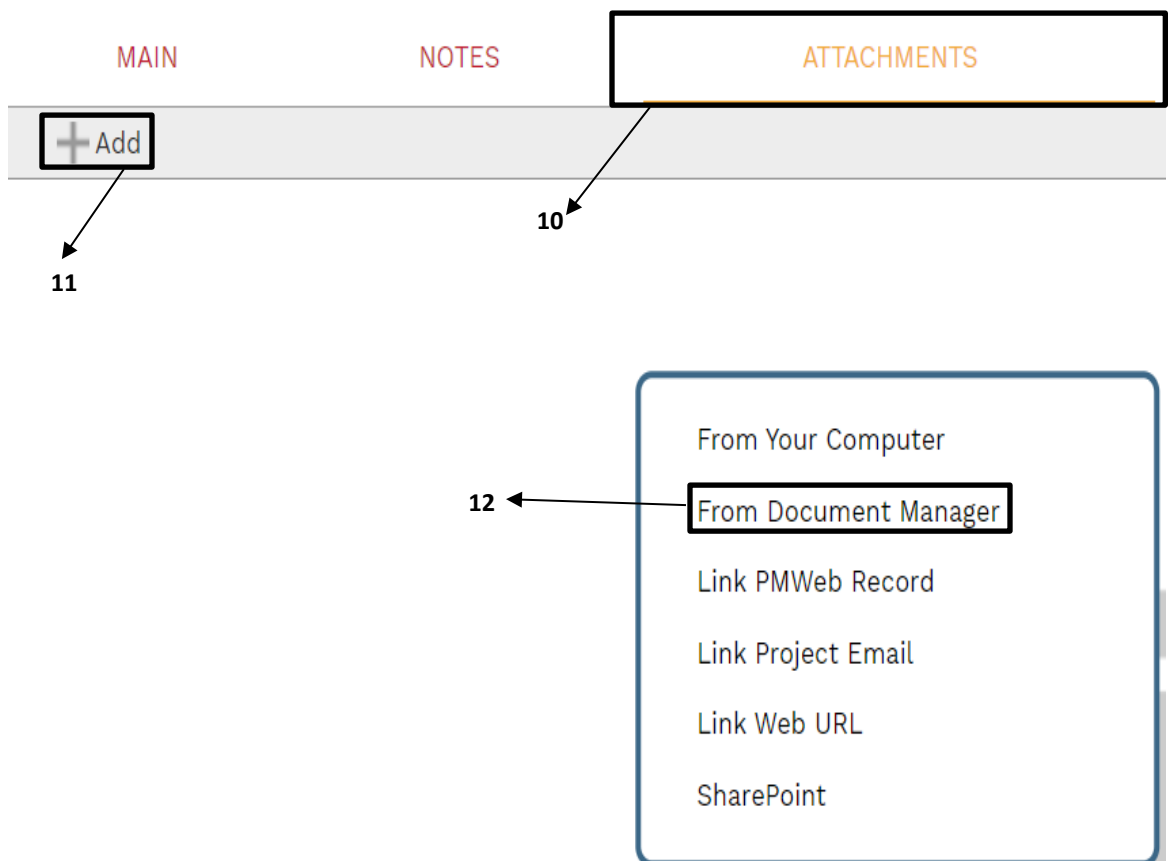 MAIN NOTES ATTACHMENTS
Add
10
11
From Your Computer
12 From Document Manager
Link PMWeb Record
Link Project Email
Link Web URL
SharePoint